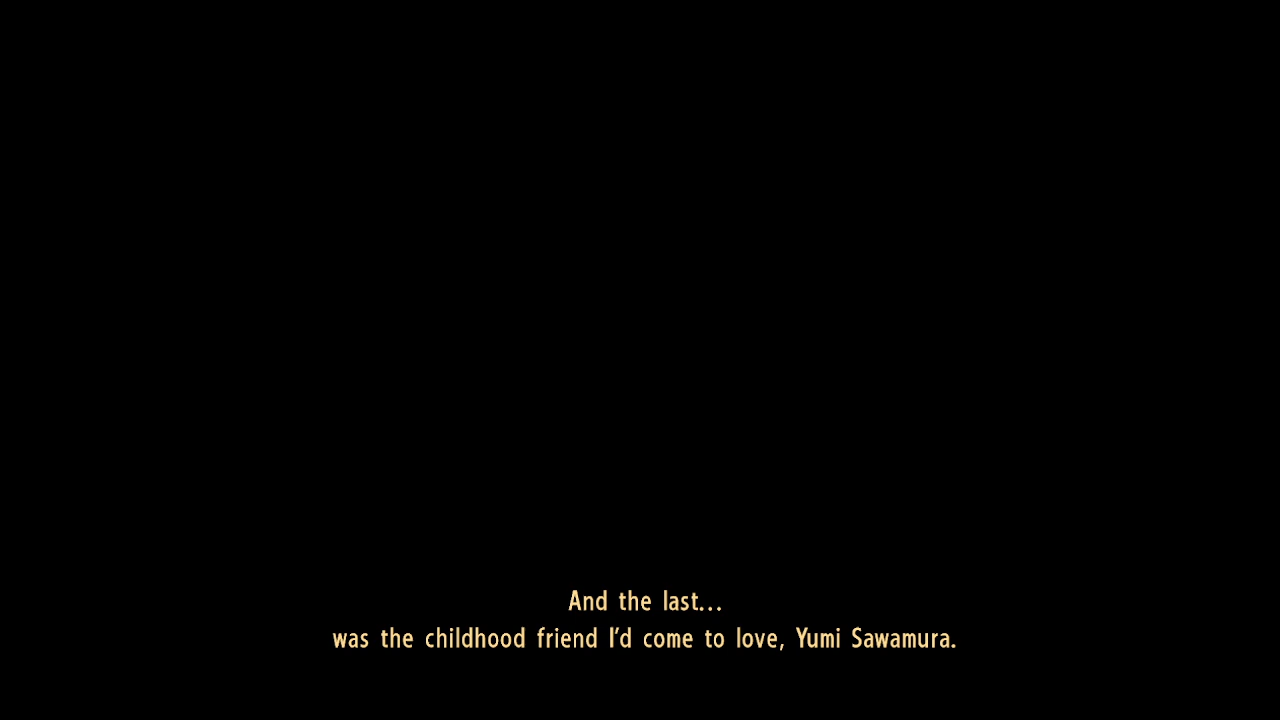 And the last…
was the childhood friend I'd come to love, Yumi Sawamura.